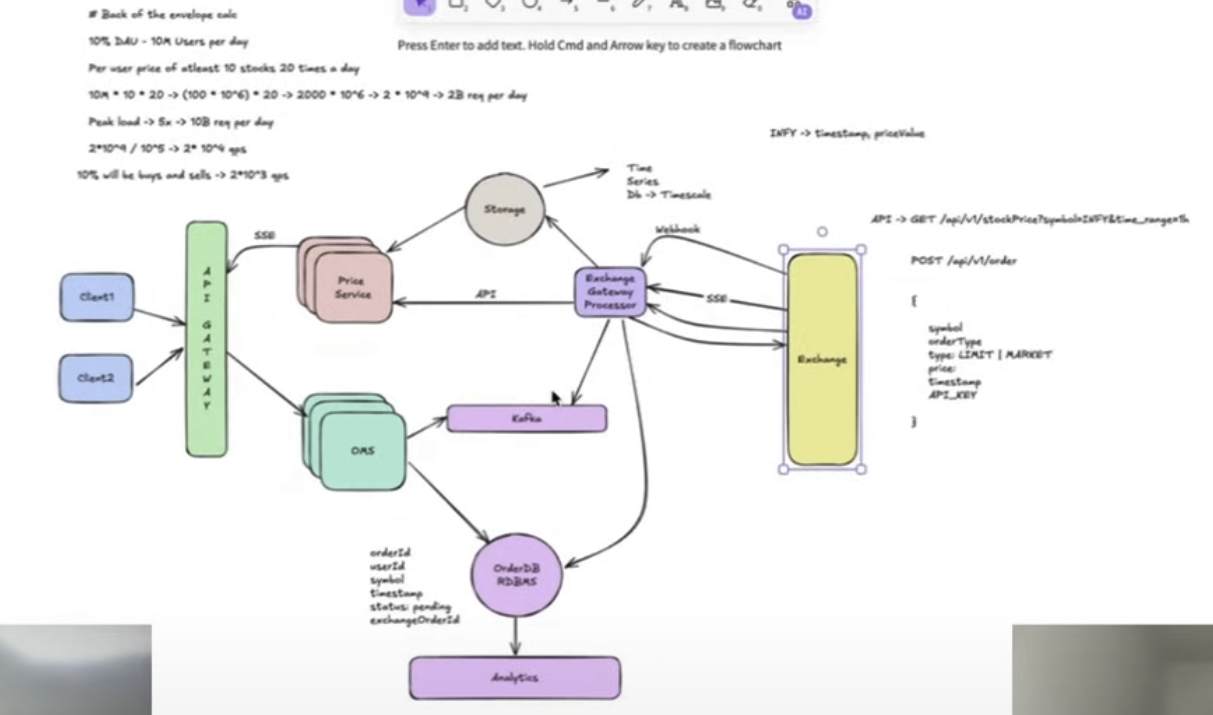 # Back of the envelope calc
10% DAU - 10M Users per day
Per user price of atleast 10 stocks 20 times a day
10M * 10 * 20 -> (100 * 10^6) * 20 -> 2000 * 10^6 -> 2 * 10^9 -> 2B req per day
Peak load -> 5x -> 10B req per day
2*10^9 / 10^5 -> 2* 10^4 qps
10% will be buys and sells -> 2*10^3 qps
AI
Press Enter to add text. Hold Cmd and Arrow key to create a flowchart
INFY -> timestamp, priceValue
Time
Series
Db -> Timescale
Storage
API -> GET /api/v1/stockPrice?symbol=INFY&time_range=1h
POST /api/v1/order
{
symbol
orderType
type: LIMIT | MARKET
price:
timestamp
API_KEY
}
Webhook
SSE
API GATEWAY
Client1
Client2
Price
Service
API
Exchange
Gateway
Processor
SSE
Exchange
Kafka
OMS
orderId
userId
symbol
timestamp
status: pending
exchangeOrderId
OrderDB
RDBMS
Analytics